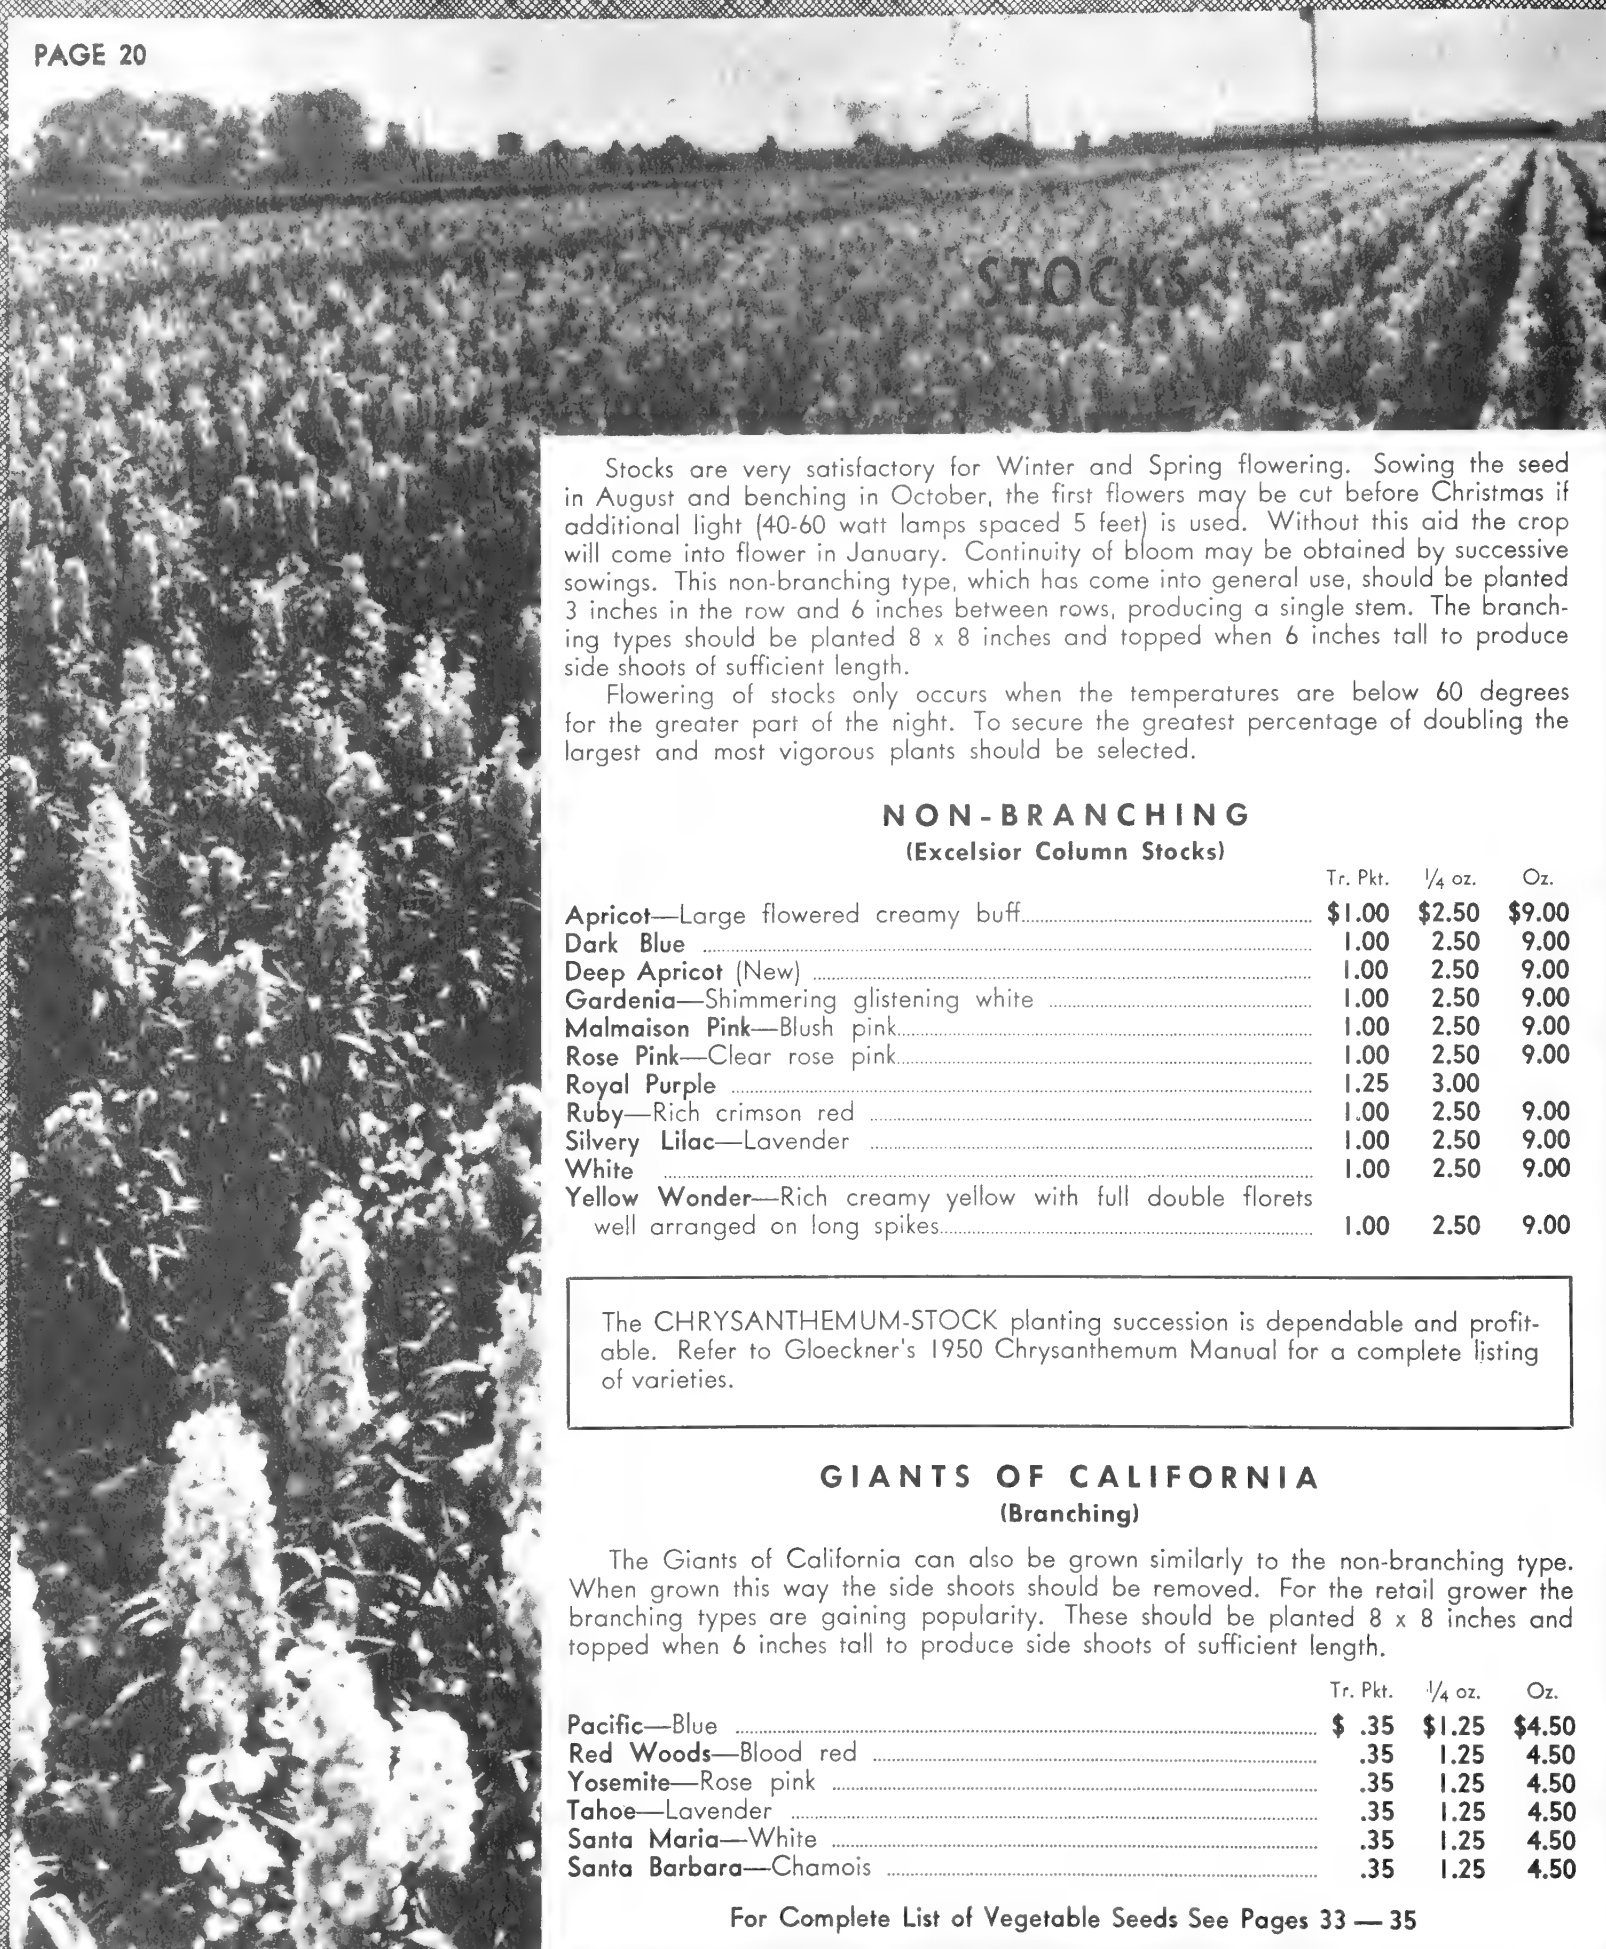 PAGE 20
STOCKS
Stocks are very satisfactory for Winter and Spring flowering. Sowing the seed
in August and benching in October, the first flowers may be cut before Christmas if
additional light (40-60 watt lamps spaced 5 feet) is used. Without this aid the crop
will come into flower in January. Continuity of bloom may be obtained by successive
sowings. This non-branching type, which has come into general use, should be planted
3 inches in the row and 6 inches between rows, producing a single stem. The branch-
ing types should be planted 8 x 8 inches and topped when 6 inches tall to produce
side shoots of sufficient length.
Flowering of stocks only occurs when the temperatures are below 60 degrees
for the greater part of the night. To secure the greatest percentage of doubling the
largest and most vigorous plants should be selected.
NON-BRANCHING
(Excelsior Column Stocks)
Tr. Pkt. 1/4 oz. Oz.
Apricot—Large flowered creamy buff $1.00 $2.50 $9.00
Dark Blue 1.00 2.50 9.00
Deep Apricot (New) 1.00 2.50 9.00
Gardenia—Shimmering glistening white 1.00 2.50 9.00
Malmaison Pink—Blush pink 1.00 2.50 9.00
Rose Pink—Clear rose pink 1.00 2.50 9.00
Royal Purple 1.25 3.00
Ruby—Rich crimson red 1.00 2.50 9.00
Silvery Lilac—Lavender 1.00 2.50 9.00
White 1.00 2.50 9.00
Yellow Wonder—Rich creamy yellow with full double florets
well arranged on long spikes 1.00 2.50 9.00
The CHRYSANTHEMUM-STOCK planting succession is dependable and profit-
able. Refer to Gloeckner's 1950 Chrysanthemum Manual for a complete listing
of varieties.
GIANTS OF CALIFORNIA
(Branching)
The Giants of California can also be grown similarly to the non-branching type.
When grown this way the side shoots should be removed. For the retail grower the
branching types are gaining popularity. These should be planted 8 x 8 inches and
topped when 6 inches tall to produce side shoots of sufficient length.
Tr. Pkt. 1/4 oz. Oz.
Pacific—Blue $ .35 $1.25 $4.50
Red Woods—Blood red .35 1.25 4.50
Yosemite—Rose pink .35 1.25 4.50
Tahoe—Lavender .35 1.25 4.50
Santa Maria—White .35 1.25 4.50
Santa Barbara—Chamois .35 1.25 4.50
For Complete List of Vegetable Seeds See Pages 33 — 35